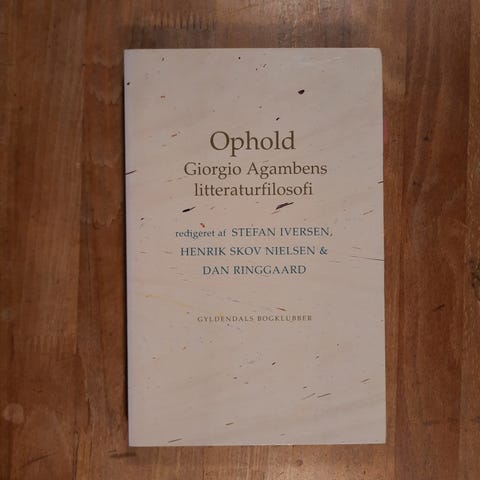 Ophold
Giorgio Agambens
litteraturfilosofi
redigeret af STEFAN IVERSEN,
HENRIK SKOV NIELSEN &
DAN RINGGAARD
GYLDENDALS BOGKLUBBER